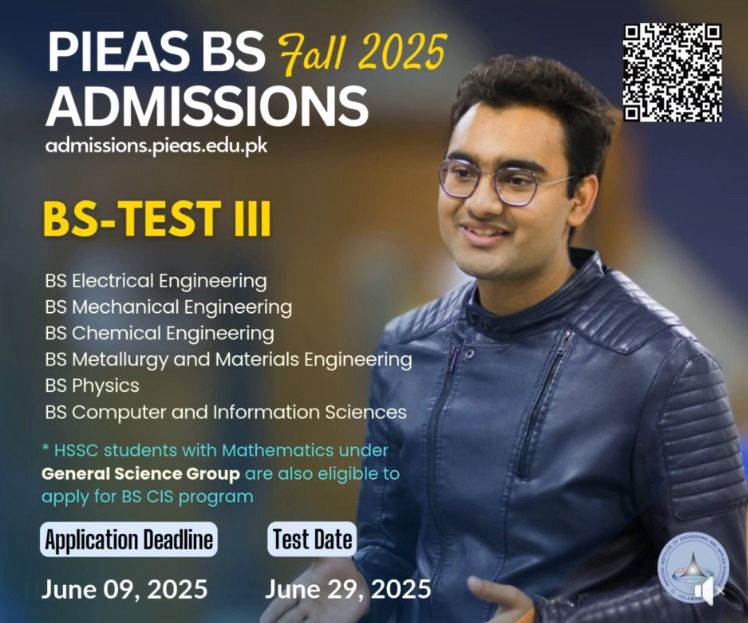 PIEAS BS Fall 2025
ADMISSIONS
admissions.pieas.edu.pk
BS-TEST III
BS Electrical Engineering
BS Mechanical Engineering
BS Chemical Engineering
BS Metallurgy and Materials Engineering
BS Physics
BS Computer and Information Sciences
* HSSC students with Mathematics under
General Science Group are also eligible to
apply for BS CIS program
Application Deadline Test Date
June 09, 2025 June 29, 2025